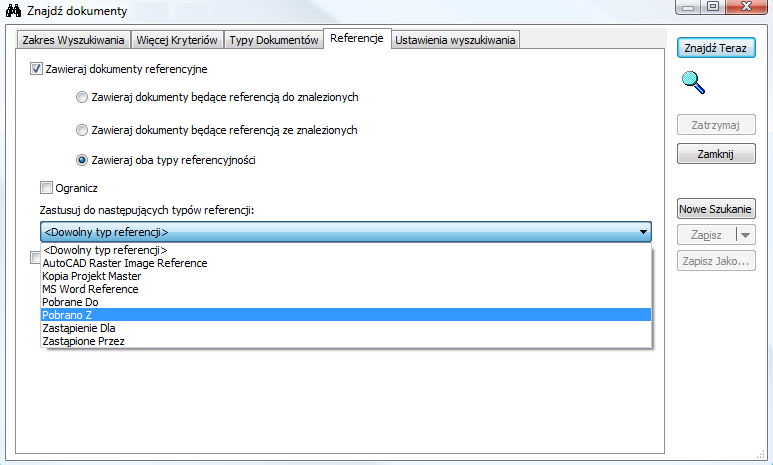 Znajdź dokumenty
Zakres Wyszukiwania
Więcej Kryteriów
Typy Dokumentów
Referencje
Ustawienia wyszukiwania
Zawieraj dokumenty referencyjne
Zawieraj dokumenty będące referencją do znalezionych
Zawieraj dokumenty będące referencją ze znalezionych
Zawieraj oba typy referencyjności
Ogranicz
Zastusuj do następujących typów referencji:
<Dowolny typ referencji>
<Dowolny typ referencji>
AutoCAD Raster Image Reference
Kopia Projekt Master
MS Word Reference
Pobrane Do
Pobrano Z
Zastąpienie Dla
Zastąpione Przez
Znajdź Teraz
Zatrzymaj
Zamknij
Nowe Szukanie
Zapisz
Zapisz Jako...